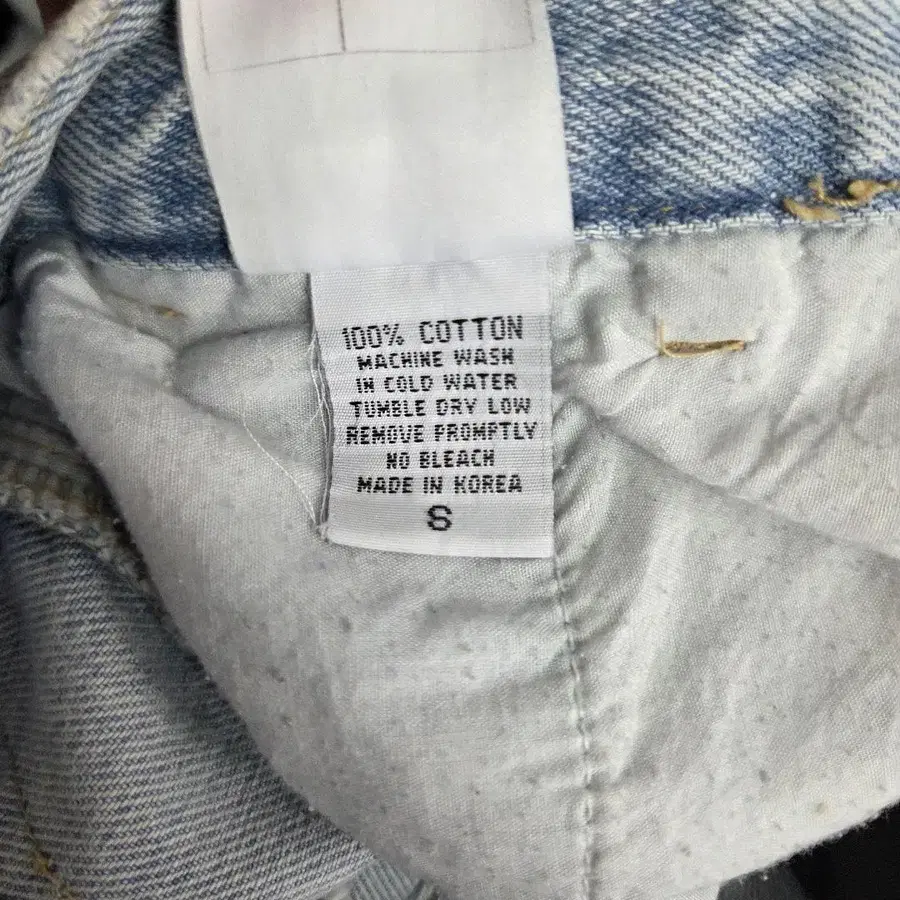 100% COTTON
MACHINE WASH
IN COLD WATER
TUMBLE DRY LOW
REMOVE PROMPTLY
NO BLEACH
MADE IN KOREA
S